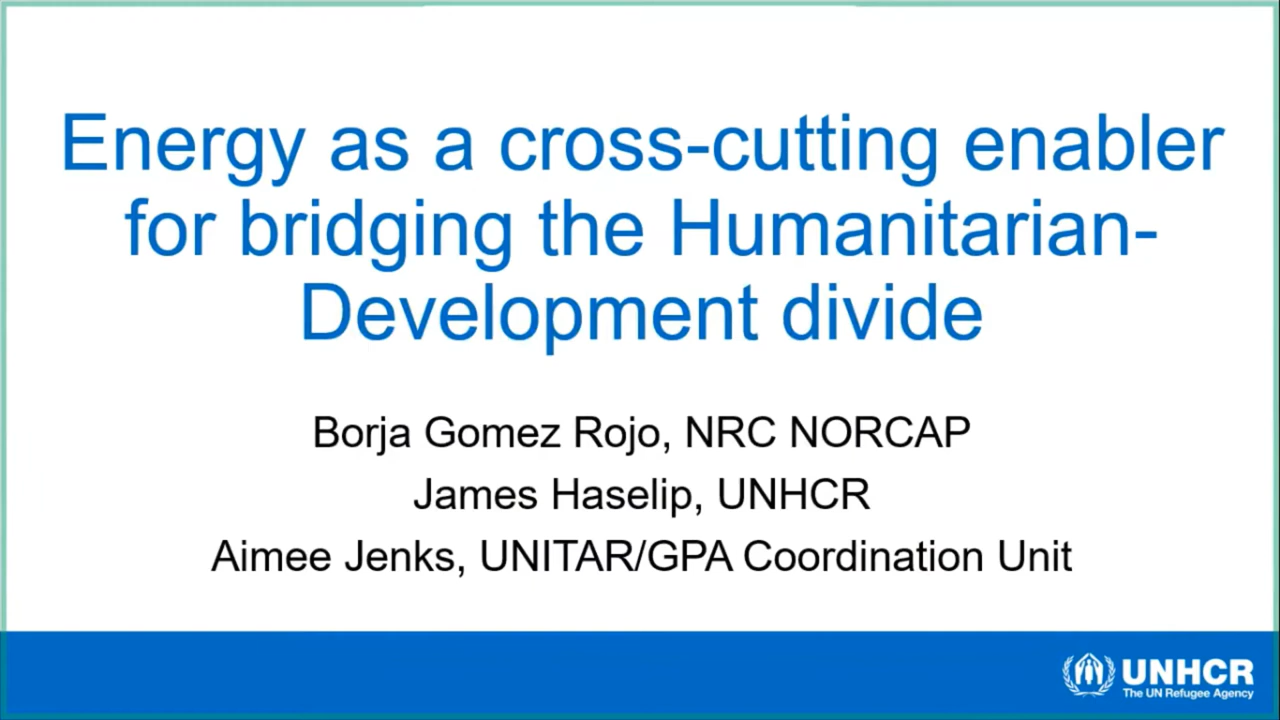 Energy as a cross-cutting enabler
for bridging the Humanitarian-
Development divide
Borja Gomez Rojo, NRC NORCAP
James Haselip, UNHCR
Aimee Jenks, UNITAR/GPA Coordination Unit
UNHCR
The UN Refugee Agency